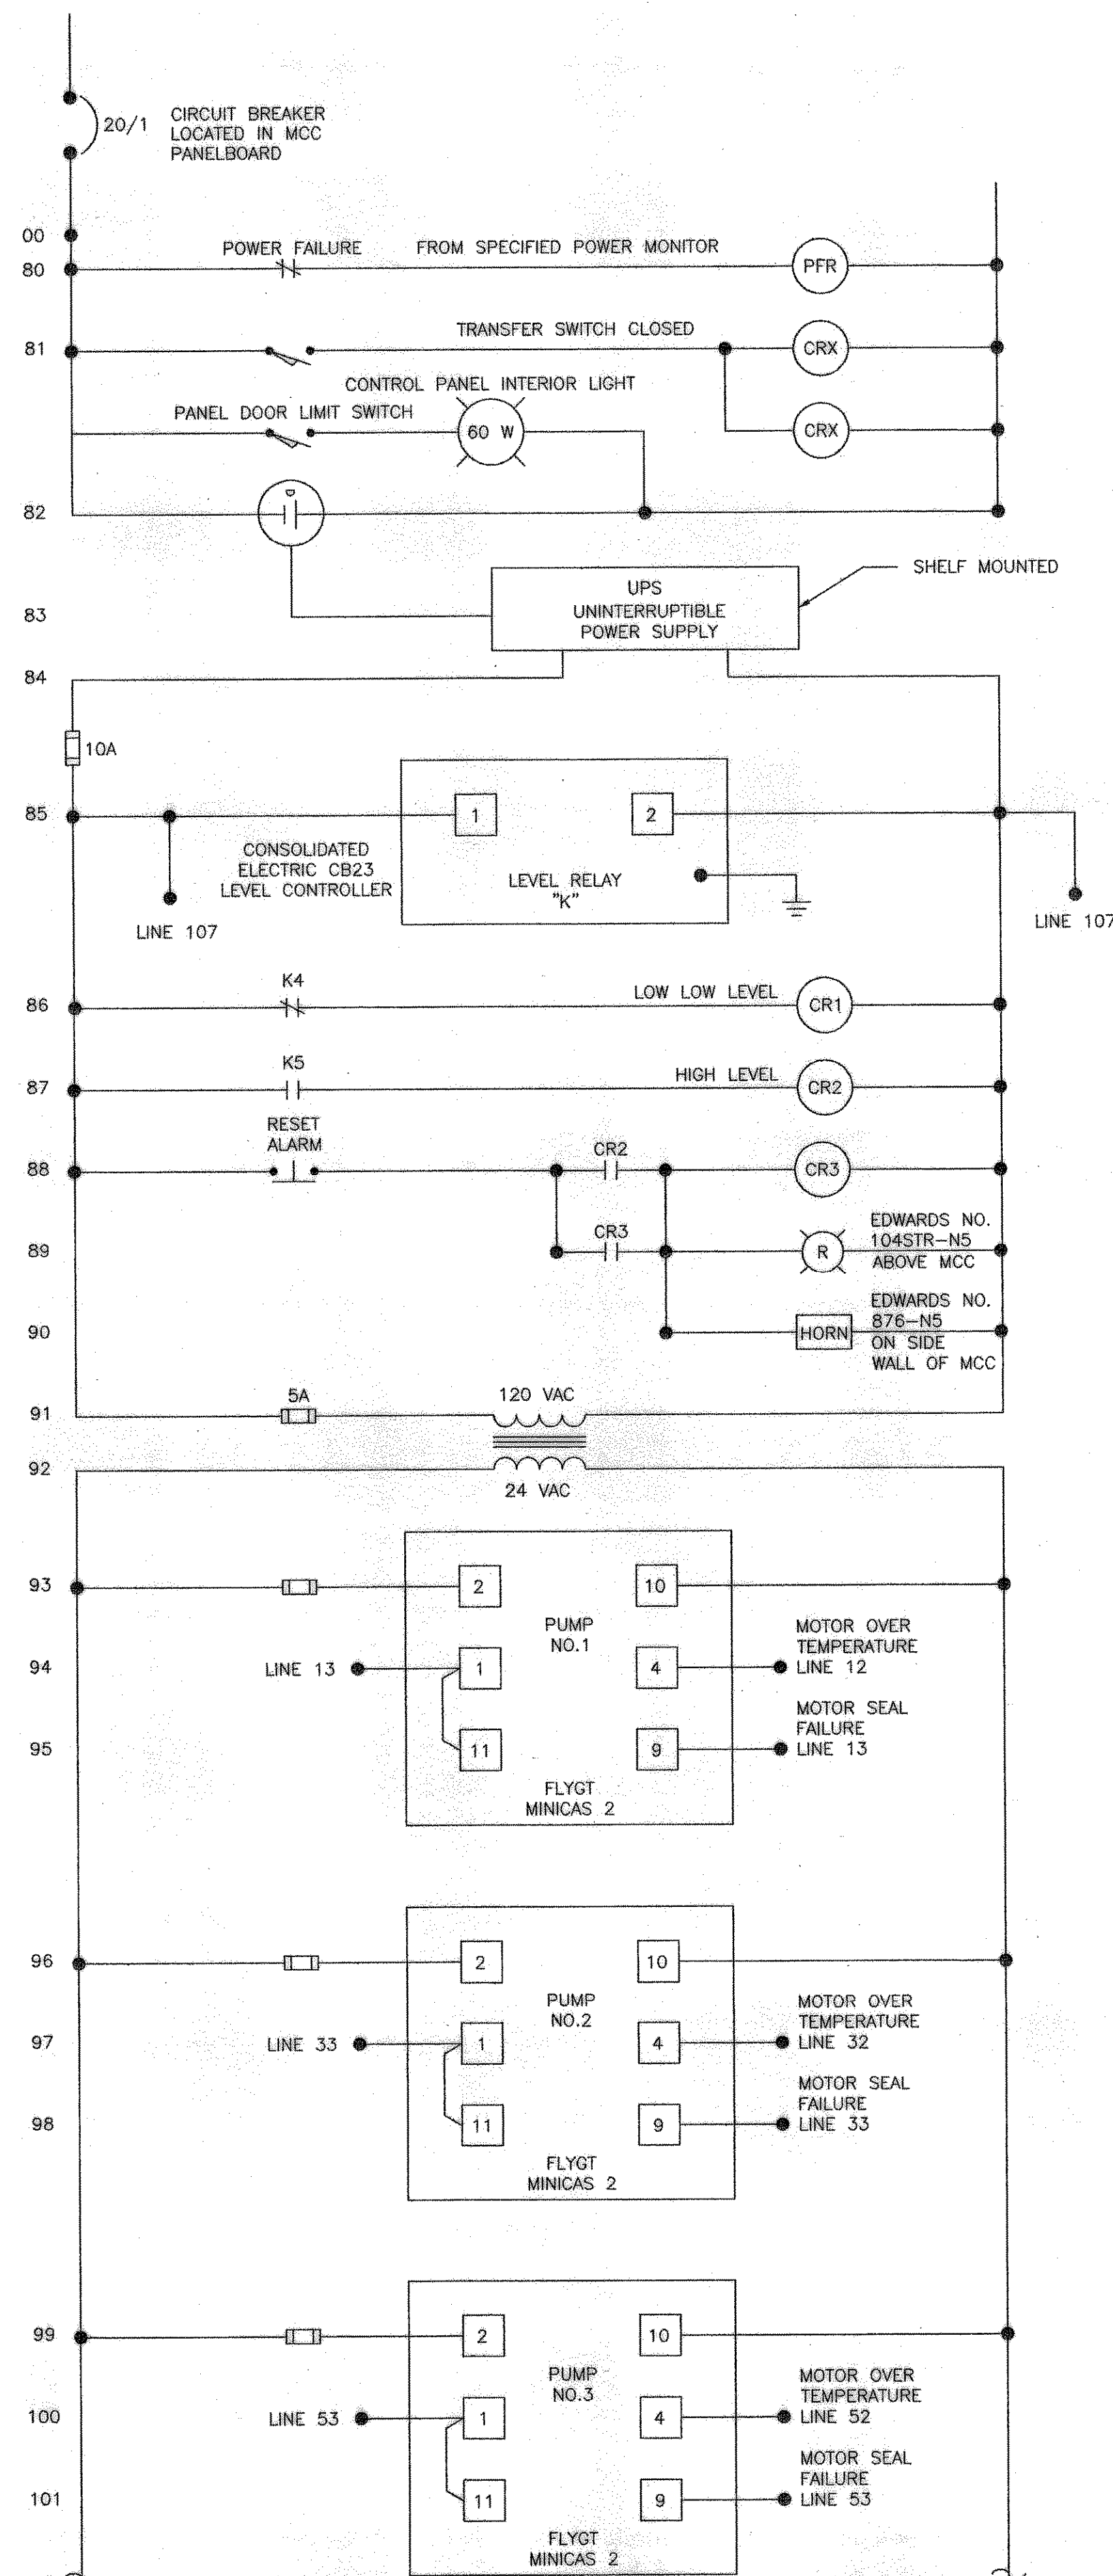 20/1
CIRCUIT BREAKER
LOCATED IN MCC
PANELBOARD
00
80
POWER FAILURE
FROM SPECIFIED POWER MONITOR
PFR
81
TRANSFER SWITCH CLOSED
CRX
CONTROL PANEL INTERIOR LIGHT
PANEL DOOR LIMIT SWITCH
60 W
CRX
82
SHELF MOUNTED
83
UPS
UNINTERRUPTIBLE
POWER SUPPLY
84
10A
85
1
2
CONSOLIDATED
ELECTRIC CB23
LEVEL CONTROLLER
LEVEL RELAY
"K"
LINE 107
LINE 107
86
K4
LOW LOW LEVEL
CR1
87
K5
HIGH LEVEL
CR2
RESET
ALARM
88
CR2
CR3
89
CR3
R
EDWARDS NO.
104STR-N5
ABOVE MCC
90
HORN
EDWARDS NO.
876-N5
ON SIDE
WALL OF MCC
91
5A
120 VAC
92
24 VAC
93
2
10
PUMP
NO.1
94
LINE 13
1
4
MOTOR OVER
TEMPERATURE
LINE 12
95
11
9
MOTOR SEAL
FAILURE
LINE 13
FLYGT
MINICAS 2
96
2
10
PUMP
NO.2
97
LINE 33
1
4
MOTOR OVER
TEMPERATURE
LINE 32
98
11
9
MOTOR SEAL
FAILURE
LINE 33
FLYGT
MINICAS 2
99
2
10
PUMP
NO.3
100
LINE 53
1
4
MOTOR OVER
TEMPERATURE
LINE 52
101
11
9
MOTOR SEAL
FAILURE
LINE 53
FLYGT
MINICAS 2